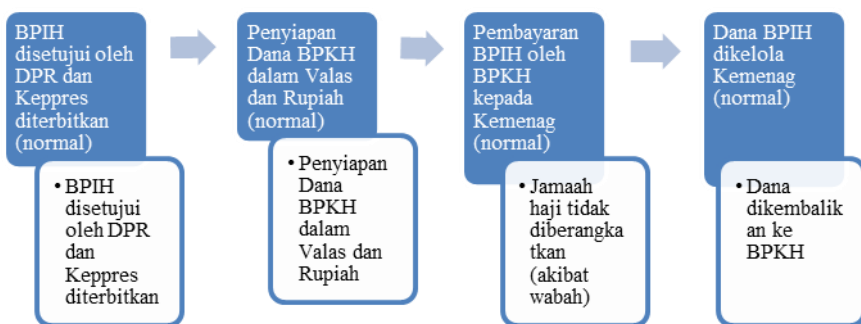 BPIH
disetujui oleh
DPR dan
Keppres
diterbitkan
(normal)
• BPIH
disetujui
oleh DPR
dan
Keppres
diterbitkan
Penyiapan
Dana BPKH
dalam Valas
dan Rupiah
(normal)
• Penyiapan
Dana
BPKH
dalam
Valas dan
Rupiah
Pembayaran
BPIH oleh
BPKH
kepada
Kemenag
(normal)
• Jamaah
haji tidak
diberangka
tkan
(akibat
wabah)
Dana BPIH
dikelola
Kemenag
(normal)
• Dana
dikembalik
an ke
BPKH